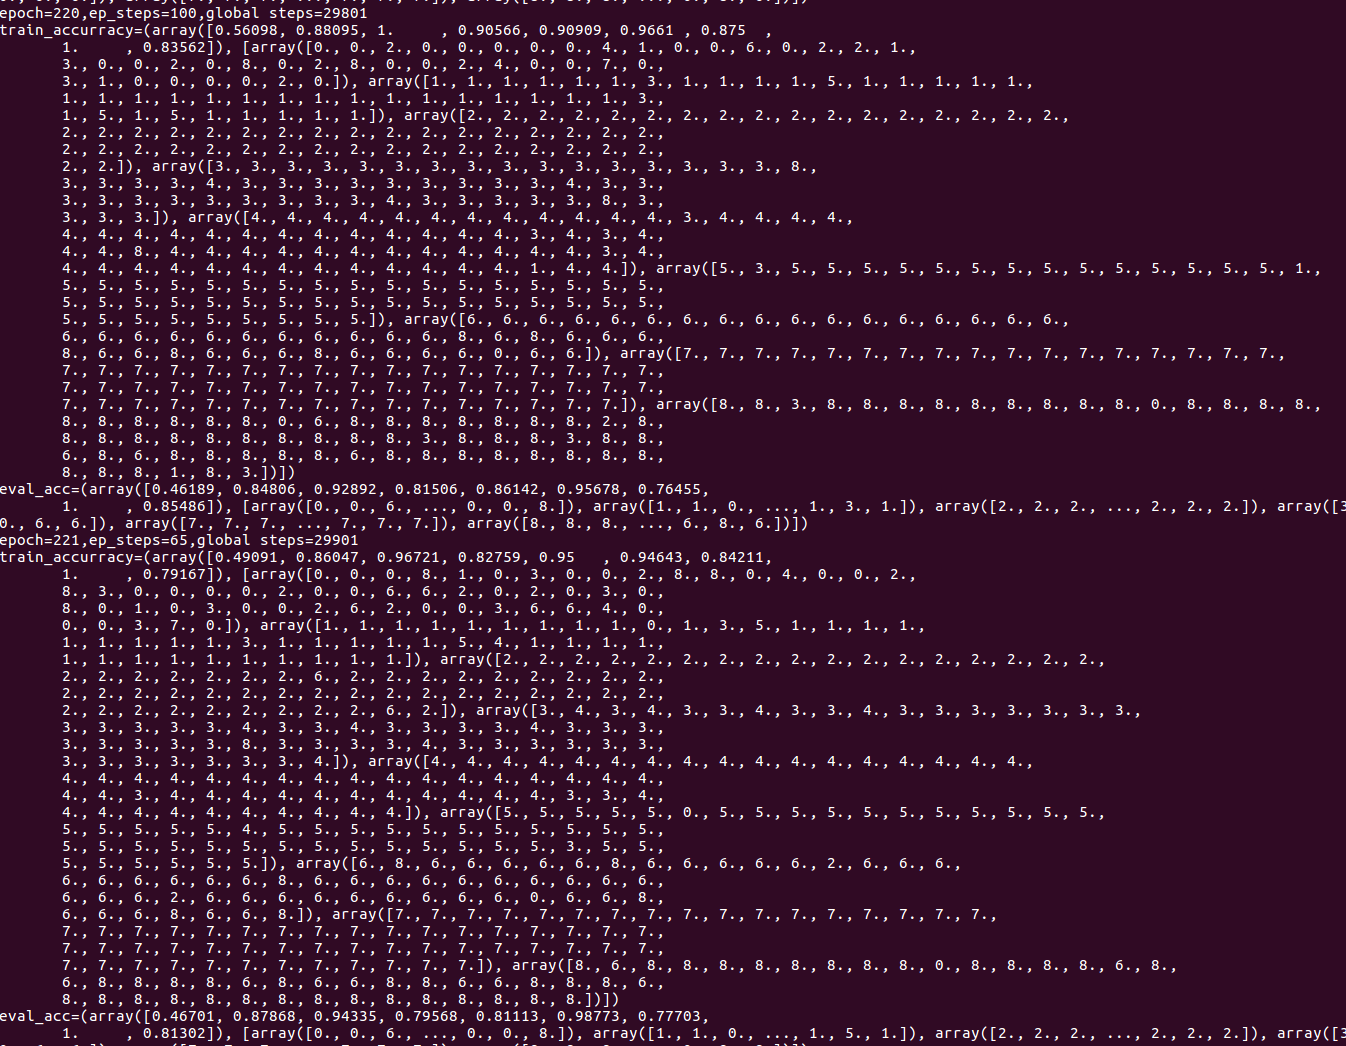 epoch=220,ep_steps=100,global steps=29801
train_accurracy=(array([0.56098, 0.88095, 1.     , 0.90566, 0.90909, 0.9661 , 0.875  ,
1.     , 0.83562]), [array([0., 0., 2., 0., 0., 0., 0., 0., 4., 1., 0., 0., 6., 0., 2., 2., 1.,
3., 0., 0., 2., 0., 8., 0., 2., 8., 0., 0., 2., 4., 0., 0., 7., 0.,
3., 1., 0., 0., 0., 0., 2., 0.]), array([1., 1., 1., 1., 1., 1., 3., 1., 1., 1., 1., 5., 1., 1., 1., 1., 1.,
1., 1., 1., 1., 1., 1., 1., 1., 1., 1., 1., 1., 1., 1., 1., 1., 3.,
1., 5., 1., 5., 1., 1., 1., 1., 1.]), array([2., 2., 2., 2., 2., 2., 2., 2., 2., 2., 2., 2., 2., 2., 2., 2., 2.,
2., 2., 2., 2., 2., 2., 2., 2., 2., 2., 2., 2., 2., 2., 2., 2., 2.,
2., 2., 2., 2., 2., 2., 2., 2., 2., 2., 2., 2., 2., 2., 2., 2., 2.,
2., 2.]), array([3., 3., 3., 3., 3., 3., 3., 3., 3., 3., 3., 3., 3., 3., 3., 3., 8.,
3., 3., 3., 3., 4., 3., 3., 3., 3., 3., 3., 3., 3., 3., 4., 3., 3.,
3., 3., 3., 3., 3., 3., 3., 3., 3., 4., 3., 3., 3., 3., 3., 8., 3.,
3., 3., 3.]), array([4., 4., 4., 4., 4., 4., 4., 4., 4., 4., 4., 4., 3., 4., 4., 4., 4.,
4., 4., 4., 4., 4., 4., 4., 4., 4., 4., 4., 4., 4., 3., 4., 3., 4.,
4., 4., 8., 4., 4., 4., 4., 4., 4., 4., 4., 4., 4., 4., 4., 3., 4.,
4., 4., 4., 4., 4., 4., 4., 4., 4., 4., 4., 4., 4., 1., 4., 4.]), array([5., 3., 5., 5., 5., 5., 5., 5., 5., 5., 5., 5., 5., 5., 5., 5., 1.,
5., 5., 5., 5., 5., 5., 5., 5., 5., 5., 5., 5., 5., 5., 5., 5., 5.,
5., 5., 5., 5., 5., 5., 5., 5., 5., 5., 5., 5., 5., 5., 5., 5., 5.,
5., 5., 5., 5., 5., 5., 5., 5., 5.]), array([6., 6., 6., 6., 6., 6., 6., 6., 6., 6., 6., 6., 6., 6., 6., 6., 6.,
6., 6., 6., 6., 6., 6., 6., 6., 6., 6., 6., 8., 6., 8., 6., 6., 6.,
8., 6., 6., 8., 6., 6., 6., 8., 6., 6., 6., 6., 0., 6., 6.]), array([7., 7., 7., 7., 7., 7., 7., 7., 7., 7., 7., 7., 7., 7., 7., 7., 7.,
7., 7., 7., 7., 7., 7., 7., 7., 7., 7., 7., 7., 7., 7., 7., 7., 7.,
7., 7., 7., 7., 7., 7., 7., 7., 7., 7., 7., 7., 7., 7., 7., 7., 7.,
7., 7., 7., 7., 7., 7., 7., 7., 7., 7., 7., 7., 7., 7., 7., 7.]), array([8., 8., 3., 8., 8., 8., 8., 8., 8., 8., 8., 8., 0., 8., 8., 8., 8.,
8., 8., 8., 8., 8., 8., 0., 6., 8., 8., 8., 8., 8., 8., 8., 2., 8.,
8., 8., 8., 8., 8., 8., 8., 8., 8., 8., 3., 8., 8., 8., 3., 8., 8.,
6., 8., 6., 8., 8., 8., 8., 8., 6., 8., 8., 8., 8., 8., 8., 8., 8.,
8., 8., 8., 1., 8., 3.])])
eval_acc=(array([0.46189, 0.84806, 0.92892, 0.81506, 0.86142, 0.95678, 0.76455,
1.     , 0.85486]), [array([0., 0., 6., ..., 0., 0., 8.]), array([1., 1., 0., ..., 1., 3., 1.]), array([2., 2., 2., ..., 2., 2., 2.]), array([3
0., 6., 6.]), array([7., 7., 7., ..., 7., 7., 7.]), array([8., 8., 8., ..., 6., 8., 6.])])
epoch=221,ep_steps=65,global steps=29901
train_accurracy=(array([0.49091, 0.86047, 0.96721, 0.82759, 0.95   , 0.94643, 0.84211,
1.     , 0.79167]), [array([0., 0., 0., 8., 1., 0., 3., 0., 0., 2., 8., 8., 0., 4., 0., 0., 2.,
8., 3., 0., 0., 0., 0., 2., 0., 0., 6., 6., 2., 0., 2., 0., 3., 0.,
8., 0., 1., 0., 3., 0., 0., 2., 6., 2., 0., 0., 3., 6., 6., 4., 0.,
0., 0., 3., 7., 0.]), array([1., 1., 1., 1., 1., 1., 1., 1., 1., 0., 1., 3., 5., 1., 1., 1., 1.,
1., 1., 1., 1., 1., 3., 1., 1., 1., 1., 1., 5., 4., 1., 1., 1., 1.,
1., 1., 1., 1., 1., 1., 1., 1., 1., 1.]), array([2., 2., 2., 2., 2., 2., 2., 2., 2., 2., 2., 2., 2., 2., 2., 2., 2.,
2., 2., 2., 2., 2., 2., 2., 6., 2., 2., 2., 2., 2., 2., 2., 2., 2.,
2., 2., 2., 2., 2., 2., 2., 2., 2., 2., 2., 2., 2., 2., 2., 2., 2.,
2., 2., 2., 2., 2., 2., 2., 2., 2., 6., 2.]), array([3., 4., 3., 4., 3., 3., 4., 3., 3., 4., 3., 3., 3., 3., 3., 3., 3.,
3., 3., 3., 3., 3., 4., 3., 3., 4., 3., 3., 3., 3., 4., 3., 3., 3.,
3., 3., 3., 3., 3., 8., 3., 3., 3., 3., 4., 3., 3., 3., 3., 3., 3.,
3., 3., 3., 3., 3., 3., 3., 4.]), array([4., 4., 4., 4., 4., 4., 4., 4., 4., 4., 4., 4., 4., 4., 4., 4., 4.,
4., 4., 4., 4., 4., 4., 4., 4., 4., 4., 4., 4., 4., 4., 4., 4., 4.,
4., 4., 3., 4., 4., 4., 4., 4., 4., 4., 4., 4., 4., 4., 3., 3., 4.,
4., 4., 4., 4., 4., 4., 4., 4., 4., 4.]), array([5., 5., 5., 5., 5., 0., 5., 5., 5., 5., 5., 5., 5., 5., 5., 5., 5.,
5., 5., 5., 5., 5., 4., 5., 5., 5., 5., 5., 5., 5., 5., 5., 5., 5.,
5., 5., 5., 5., 5., 5., 5., 5., 5., 5., 5., 5., 5., 5., 3., 5., 5.,
5., 5., 5., 5., 5., 5.]), array([6., 8., 6., 6., 6., 6., 6., 8., 6., 6., 6., 6., 6., 2., 6., 6., 6.,
6., 6., 6., 6., 6., 6., 8., 6., 6., 6., 6., 6., 6., 6., 6., 6., 6.,
6., 6., 6., 2., 6., 6., 6., 6., 6., 6., 6., 6., 6., 0., 6., 6., 8.,
6., 6., 6., 8., 6., 6., 8.]), array([7., 7., 7., 7., 7., 7., 7., 7., 7., 7., 7., 7., 7., 7., 7., 7., 7.,
7., 7., 7., 7., 7., 7., 7., 7., 7., 7., 7., 7., 7., 7., 7., 7., 7.,
7., 7., 7., 7., 7., 7., 7., 7., 7., 7., 7., 7., 7., 7., 7., 7., 7.,
7., 7., 7., 7., 7., 7., 7., 7., 7., 7., 7., 7.]), array([8., 6., 8., 8., 8., 8., 8., 8., 8., 8., 0., 8., 8., 8., 8., 6., 8.,
6., 8., 8., 8., 8., 6., 8., 6., 6., 8., 8., 6., 6., 8., 8., 8., 6.,
8., 8., 8., 8., 8., 8., 8., 8., 8., 8., 8., 8., 8., 8., 8.])])
eval_acc=(array([0.46701, 0.87868, 0.94335, 0.79568, 0.81113, 0.98773, 0.77703,
1.     , 0.81302]), [array([0., 0., 6., ..., 0., 0., 8.]), array([1., 1., 0., ..., 1., 5., 1.]), array([2., 2., 2., ..., 2., 2., 2.]), array([3